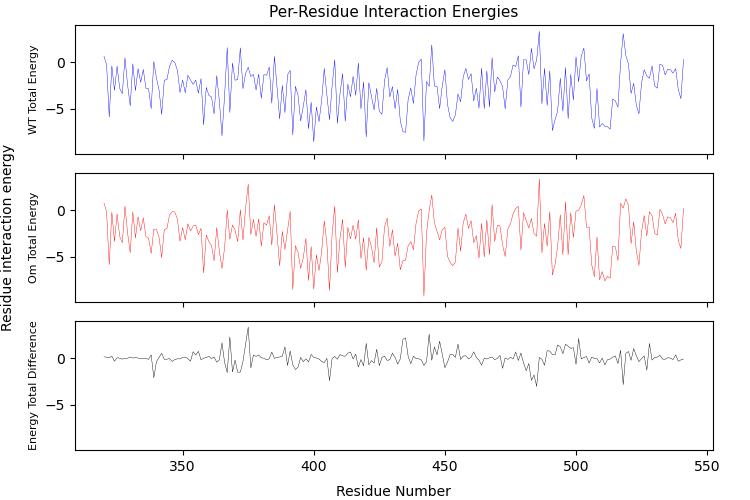 Per-Residue Interaction Energies
Residue interaction energy
WT Total Energy
0
−5
Om Total Energy
0
−5
Energy Total Difference
0
−5
350 400 450 500 550
Residue Number